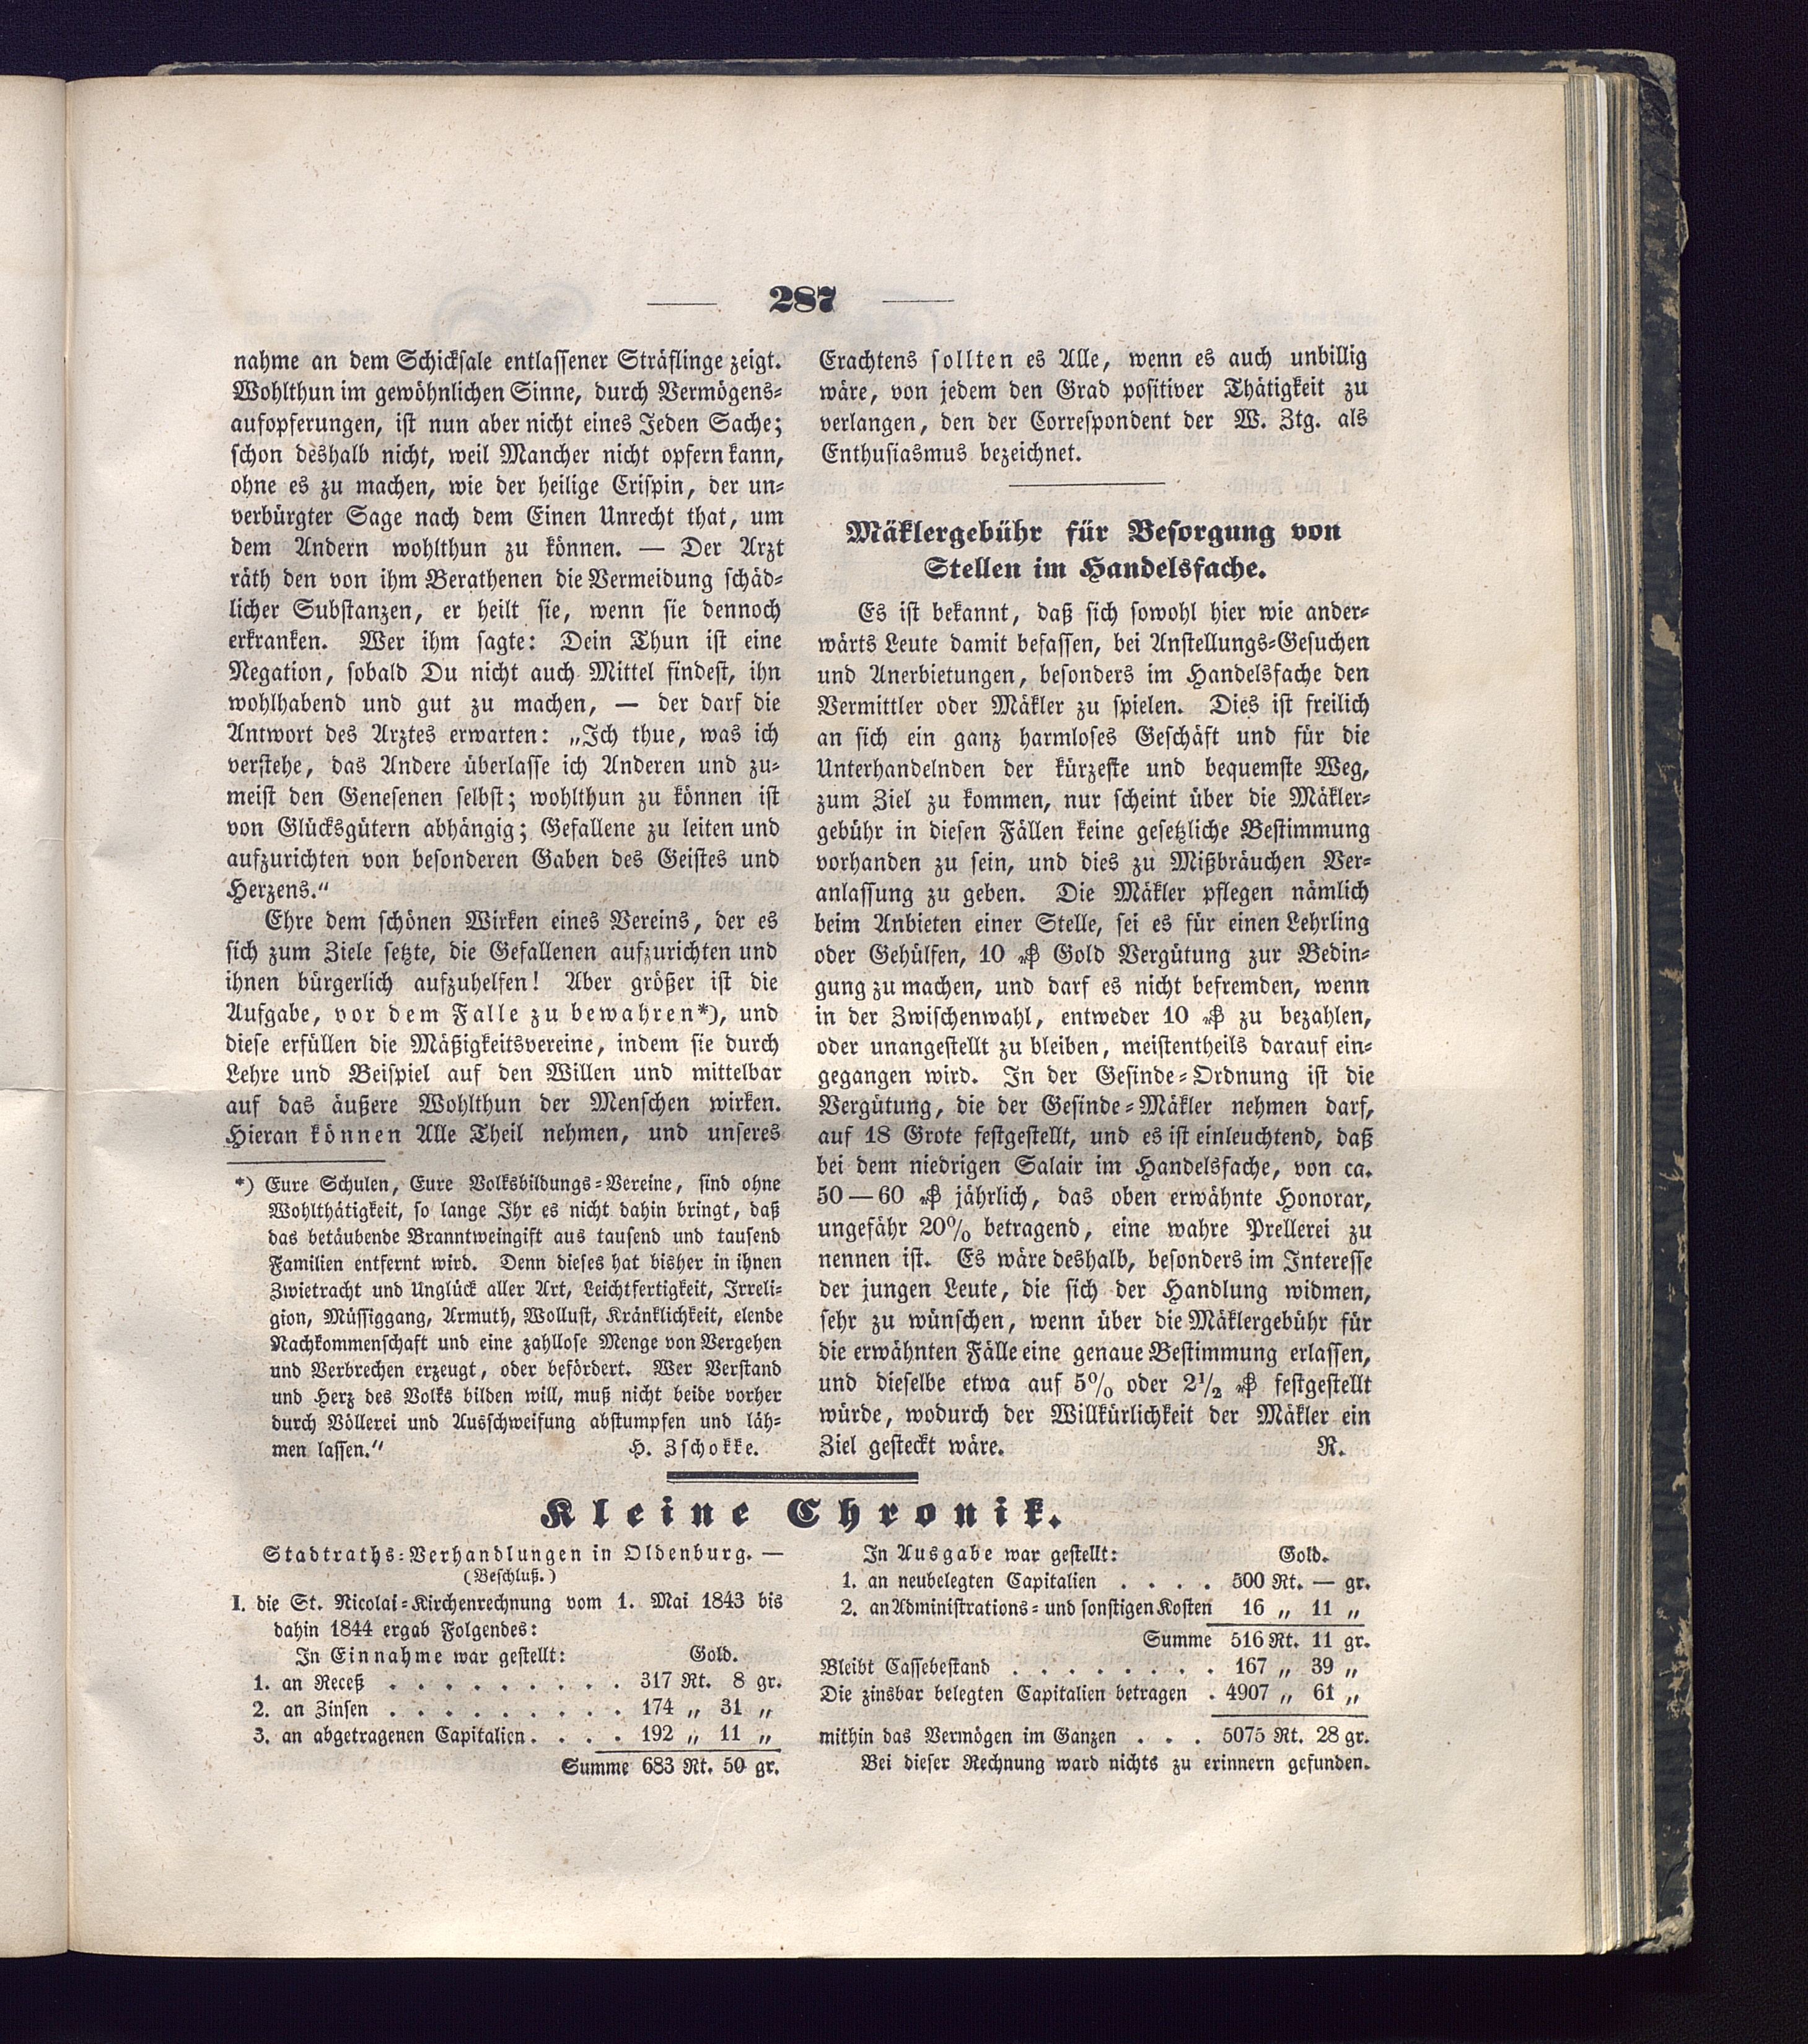 287
nahme an dem Schicksale entlassener Sträflinge zeigt.
Wohlthun im gewöhnlichen Sinne, durch Vermögens-
aufopferungen, ist nun aber nicht eines Jeden Sache;
schon deshalb nicht, weil Mancher nicht opfern kann,
ohne es zu machen, wie der heilige Crispin, der un-
verbürgter Sage nach dem Einen Unrecht that, um
dem Andern wohlthun zu können. — Der Arzt
räth den von ihm Berathenen die Vermeidung schäd-
licher Substanzen, er heilt sie, wenn sie dennoch
erkranken. Wer ihm sagte: Dein Thun ist eine
Negation, sobald Du nicht auch Mittel findest, ihn
wohlhabend und gut zu machen, — der darf die
Antwort des Arztes erwarten: „Ich thue, was ich
verstehe, das Andere überlasse ich Anderen und zu-
meist den Genesenen selbst; wohlthun zu können ist
von Glücksgütern abhängig; Gefallene zu leiten und
aufzurichten von besonderen Gaben des Geistes und
Herzens.“
Ehre dem schönen Wirken eines Vereins, der es
sich zum Ziele setzte, die Gefallenen aufzurichten und
ihnen bürgerlich aufzuhelfen! Aber größer ist die
Aufgabe, vor dem Falle zu bewahren*), und
diese erfüllen die Mäßigkeitsvereine, indem sie durch
Lehre und Beispiel auf den Willen und mittelbar
auf das äußere Wohlthun der Menschen wirken.
Hieran können Alle Theil nehmen, und unseres
*) Eure Schulen, Eure Volksbildungs-Vereine, sind ohne
Wohlthätigkeit, so lange Ihr es nicht dahin bringt, daß
das betäubende Branntweingift aus tausend und tausend
Familien entfernt wird. Denn dieses hat bisher in ihnen
Zwietracht und Unglück aller Art, Leichtfertigkeit, Irreli-
gion, Müssiggang, Armuth, Wollust, Kränklichkeit, elende
Nachkommenschaft und eine zahllose Menge von Vergehen
und Verbrechen erzeugt, oder befördert. Wer Verstand
und Herz des Volks bilden will, muß nicht beide vorher
durch Völlerei und Ausschweifung abstumpfen und läh-
men lassen.“ H. Zschokke.
Erachtens sollten es Alle, wenn es auch unbillig
wäre, von jedem den Grad positiver Thätigkeit zu
verlangen, den der Correspondent der W. Ztg. als
Enthusiasmus bezeichnet.
Mäklergebühr für Besorgung von
Stellen im Handelsfache.
Es ist bekannt, daß sich sowohl hier wie ander-
wärts Leute damit befassen, bei Anstellungs-Gesuchen
und Anerbietungen, besonders im Handelsfache den
Vermittler oder Mäkler zu spielen. Dies ist freilich
an sich ein ganz harmloses Geschäft und für die
Unterhandelnden der kürzeste und bequemste Weg,
zum Ziel zu kommen, nur scheint über die Mäkler-
gebühr in diesen Fällen keine gesetzliche Bestimmung
vorhanden zu sein, und dies zu Mißbräuchen Ver-
anlassung zu geben. Die Mäkler pflegen nämlich
beim Anbieten einer Stelle, sei es für einen Lehrling
oder Gehülfen, 10 ₰ Gold Vergütung zur Bedin-
gung zu machen, und darf es nicht befremden, wenn
in der Zwischenwahl, entweder 10 ₰ zu bezahlen,
oder unangestellt zu bleiben, meistentheils darauf ein-
gegangen wird. In der Gesinde-Ordnung ist die
Vergütung, die der Gesinde-Mäkler nehmen darf,
auf 18 Grote festgestellt, und es ist einleuchtend, daß
bei dem niedrigen Salair im Handelsfache, von ca.
50—60 ₰ jährlich, das oben erwähnte Honorar,
ungefähr 20% betragend, eine wahre Prellerei zu
nennen ist. Es wäre deshalb, besonders im Interesse
der jungen Leute, die sich der Handlung widmen,
sehr zu wünschen, wenn über die Mäklergebühr für
die erwähnten Fälle eine genaue Bestimmung erlassen,
und dieselbe etwa auf 5% oder 2½ ₰ festgestellt
würde, wodurch der Willkürlichkeit der Mäkler ein
Ziel gesteckt wäre. R.
Kleine Chronik.
Stadtraths-Verhandlungen in Oldenburg. —
(Beschluß.)
I. die St. Nicolai-Kirchenrechnung vom 1. Mai 1843 bis
dahin 1844 ergab Folgendes:
In Einnahme war gestellt: Gold.
1. an Receß . . . . . . . . . 317 Rt. 8 gr.
2. an Zinsen . . . . . . . . . 174 „ 31 „
3. an abgetragenen Capitalien . . . . 192 „ 11 „
Summe 683 Rt. 50 gr.
In Ausgabe war gestellt: Gold.
1. an neubelegten Capitalien . . . . 500 Rt. — gr.
2. an Administrations- und sonstigen Kosten 16 „ 11 „
Summe 516 Rt. 11 gr.
Bleibt Cassebestand . . . . . . . . 167 „ 39 „
Die zinsbar belegten Capitalien betragen . 4907 „ 61 „
mithin das Vermögen im Ganzen . . . 5075 Rt. 28 gr.
Bei dieser Rechnung ward nichts zu erinnern gefunden.